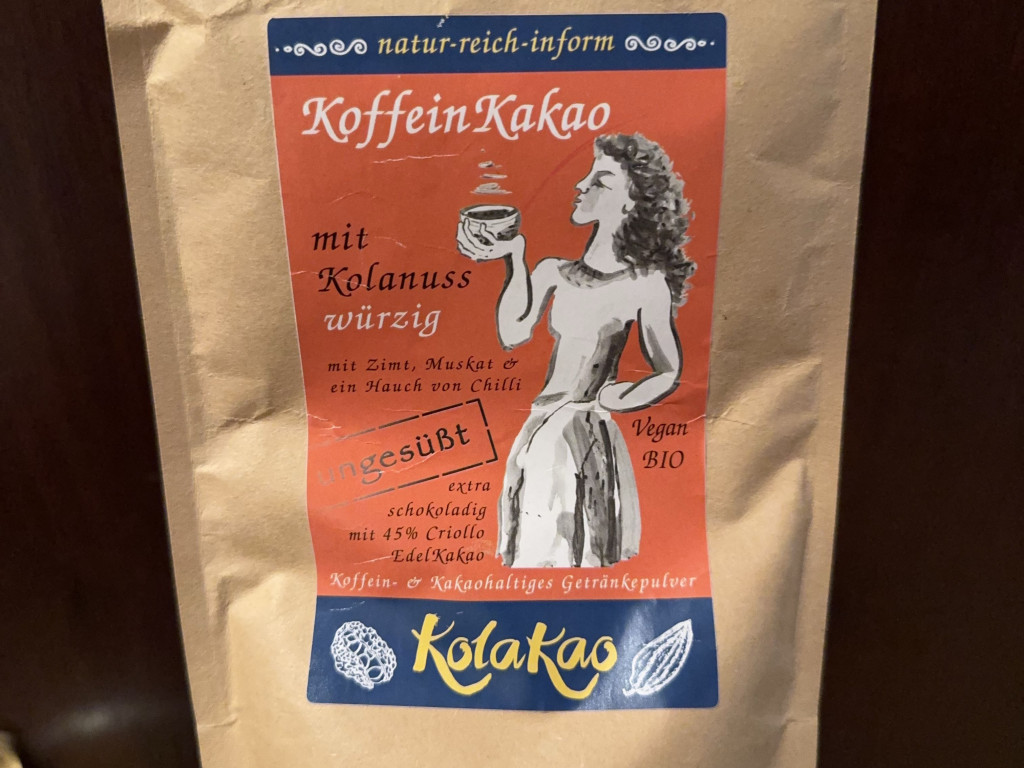 natur-reich-inform
KoffeinKakao
mit
Kolanuss
würzig
mit Zimt, Muskat &
ein Hauch von Chilli
ungesüßt
Vegan
BIO
extra
schokoladig
mit 45% Criollo
EdelKakao
Koffein- & Kakaohaltiges Getränkepulver
KolaKao